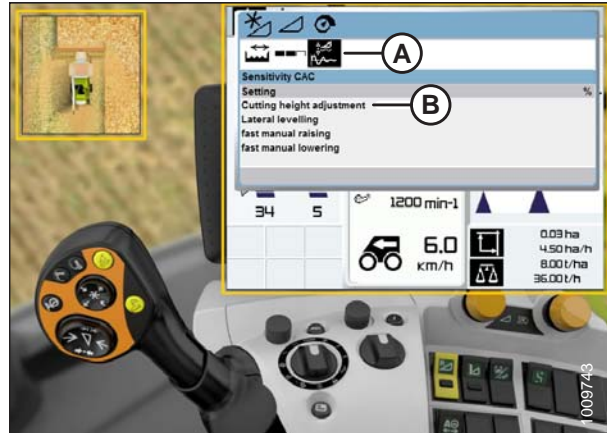 A
Sensitivity CAC
Setting %
Cutting height adjustment B
Lateral levelling
fast manual raising
fast manual lowering
34 5
1200 min-1
6.0
km/h
0.03 ha
4.50 ha/h
8.00 t/ha
36.00 t/h
S
1009743